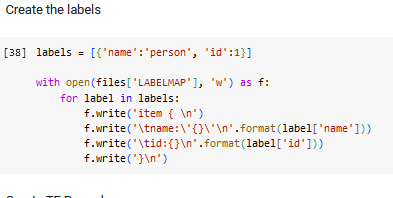 Create the labels
[38] labels = [{'name':'person', 'id':1}]
with open(files['LABELMAP'], 'w') as f:
for label in labels:
f.write('item { \n')
f.write('\tname:\'{}\'\n'.format(label['name']))
f.write('\tid:{}\n'.format(label['id']))
f.write('}\n')